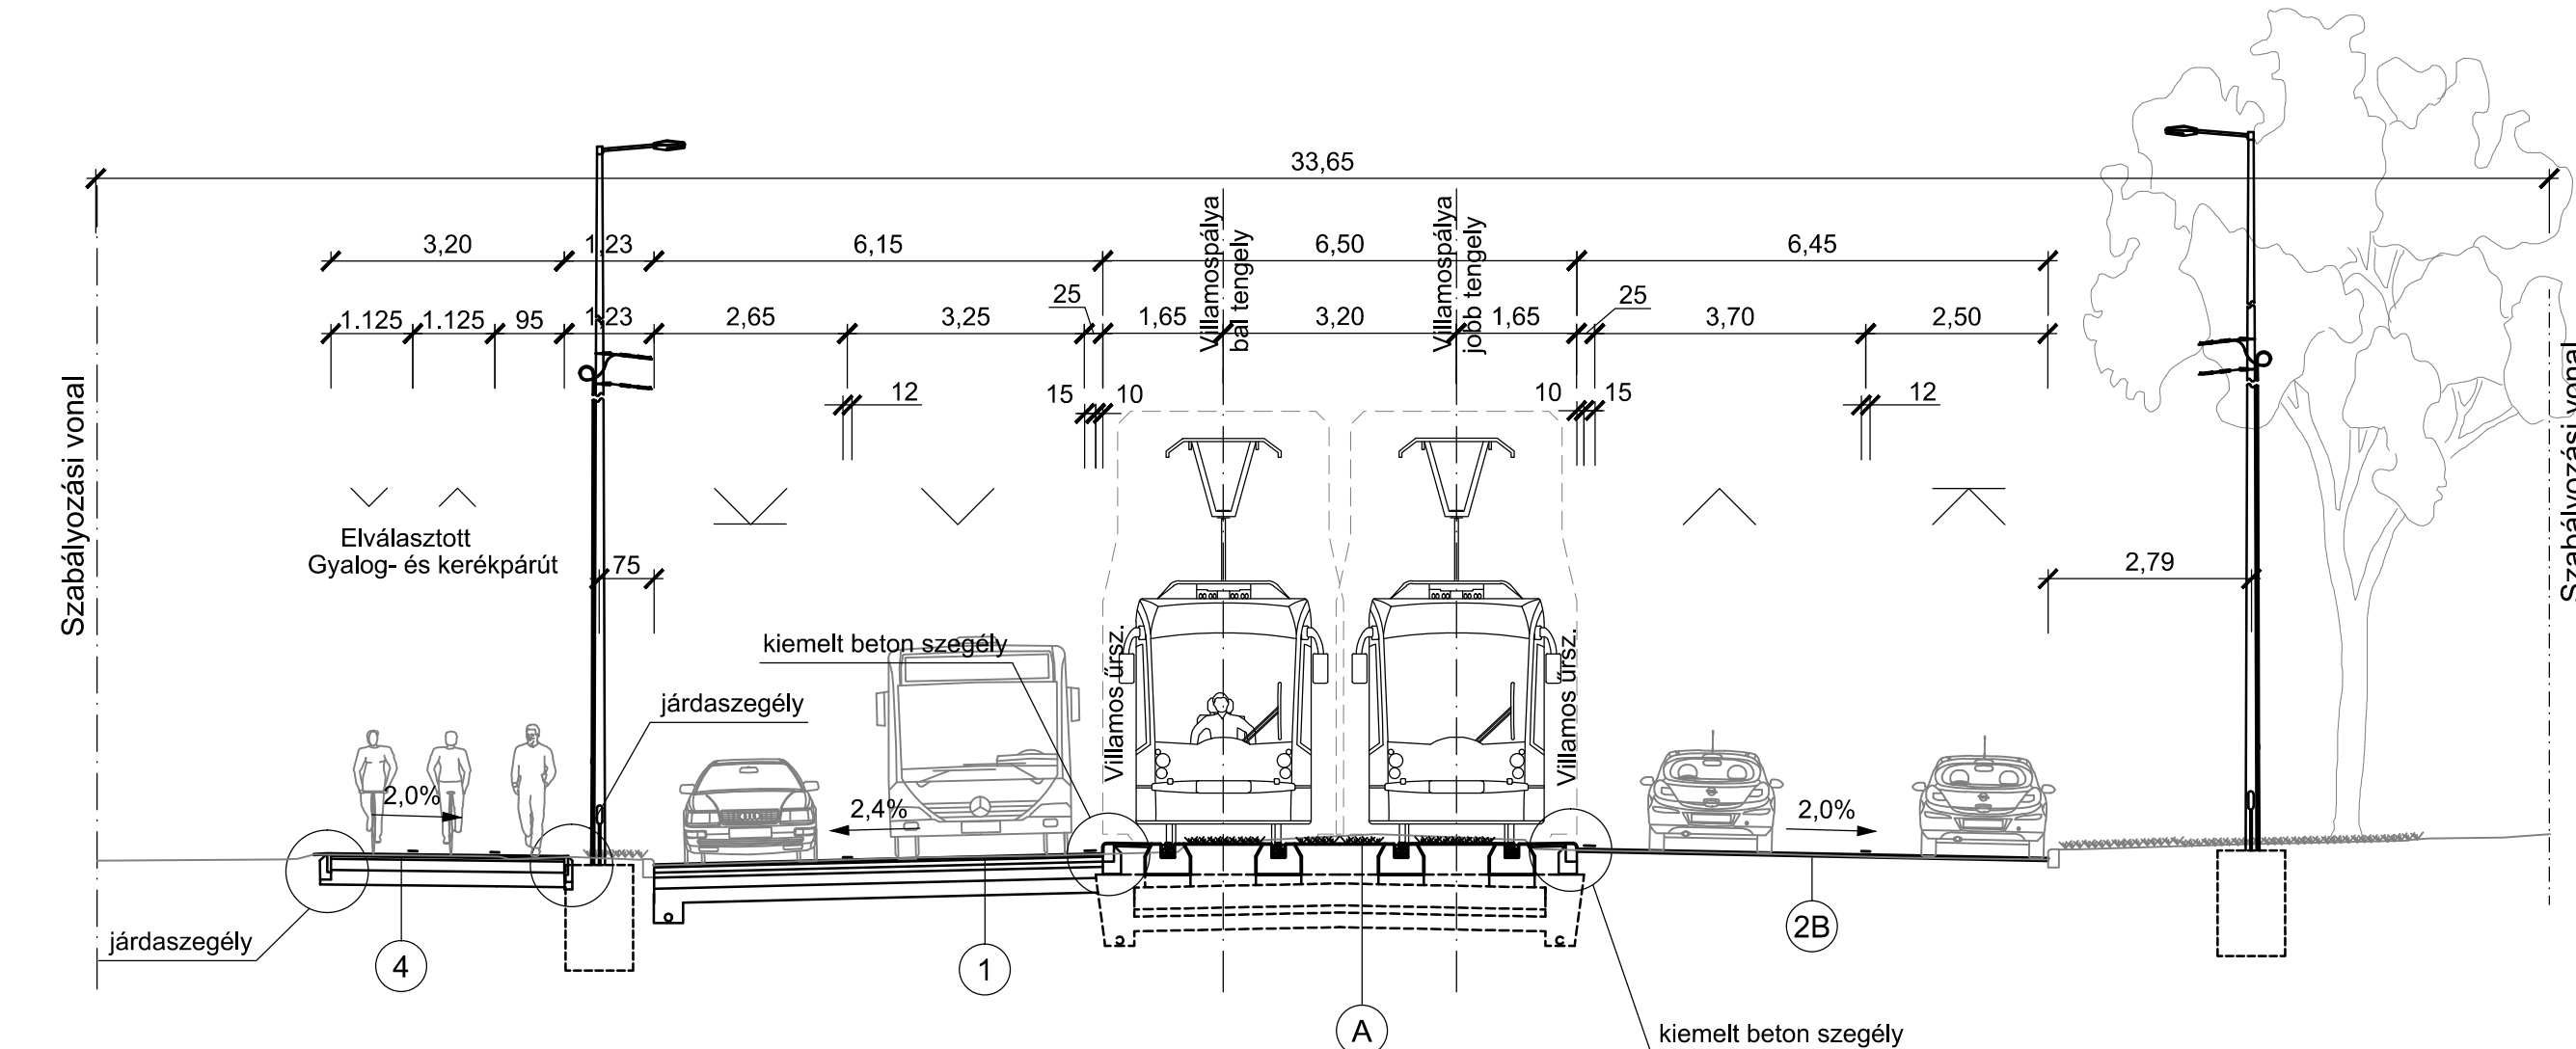 33,65
3,20
1,23
6,15
6,50
6,45
1.125
1.125
95
1,23
2,65
3,25
25
1,65
3,20
1,65
25
3,70
2,50
12
15
10
10
15
12
Villamospálya
bal tengely
Villamospálya
jobb tengely
Szabályozási vonal
Szabályozási vonal
Elválasztott
Gyalog- és kerékpárút
75
2,79
kiemelt beton szegély
Villamos űrsz.
Villamos űrsz.
járdaszegély
2,0%
2,4%
2,0%
járdaszegély
4
1
2B
A
kiemelt beton szegély